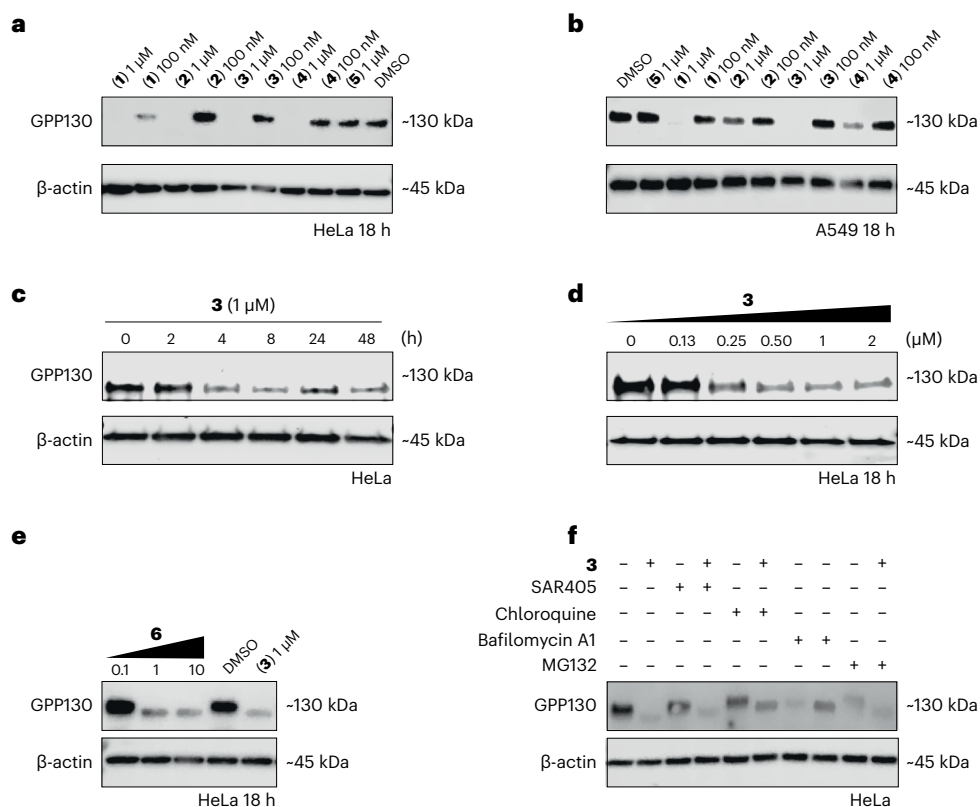 a
(1) 1 µM (1) 100 nM (2) 1 µM (2) 100 nM (3) 1 µM (3) 100 nM (4) 1 µM (4) 100 nM (5) 1 µM DMSO
GPP130 ~130 kDa
β-actin ~45 kDa
HeLa 18 h
b
DMSO (5) 1 µM (1) 1 µM (1) 100 nM (2) 1 µM (2) 100 nM (3) 1 µM (3) 100 nM (4) 1 µM (4) 100 nM
~130 kDa
~45 kDa
A549 18 h
c
3 (1 µM)
0 2 4 8 24 48 (h)
GPP130 ~130 kDa
β-actin ~45 kDa
HeLa
d
3
0 0.13 0.25 0.50 1 2 (µM)
~130 kDa
~45 kDa
HeLa 18 h
e
6
0.1 1 10 DMSO (3) 1 µM
GPP130 ~130 kDa
β-actin ~45 kDa
HeLa 18 h
f
3 – + – + – + – – – +
SAR405 – – + + – – – – – –
Chloroquine – – – – + + – – – –
Bafilomycin A1 – – – – – – + + – –
MG132 – – – – – – – – + +
GPP130 ~130 kDa
β-actin ~45 kDa
HeLa